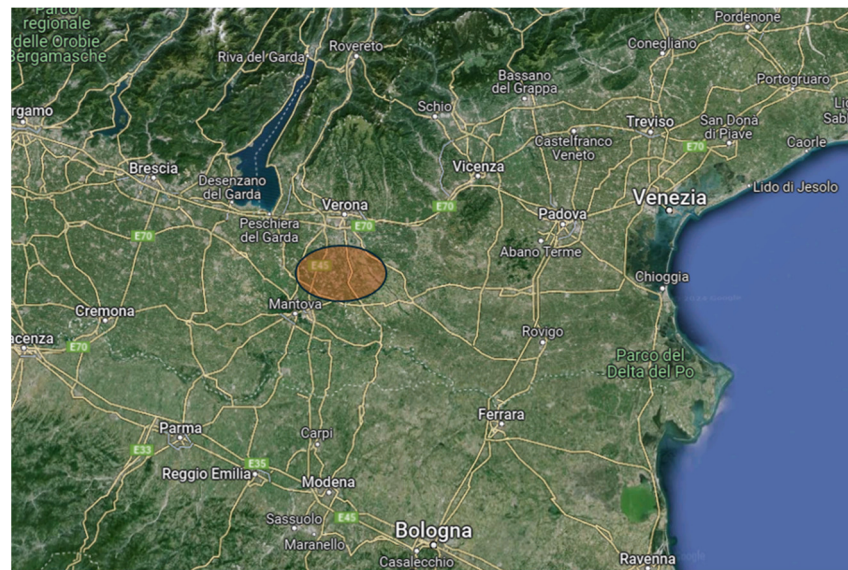 Parco
regionale
delle Orobie
Bergamasche
Pordenone
Conegliano
Riva del Garda
Rovereto
Bassano
del Grappa
Portogruaro
rgamo
Schio
Treviso
San Donà
di Piave
Castelfranco
Veneto
E70
Caorle
Brescia
Vicenza
Desenzano
del Garda
Lido di Jesolo
Verona
E70
Venezia
Padova
Peschiera
del Garda
E70
E70
Abano Terme
E45
Chioggia
Mantova
Cremona
acenza
E70
Rovigo
Parco del
Delta del Po
Ferrara
Parma
Carpi
E33
E35
Reggio Emilia
Modena
Sassuolo
E45
Maranello
Bologna
Casalecchio
Ravenna